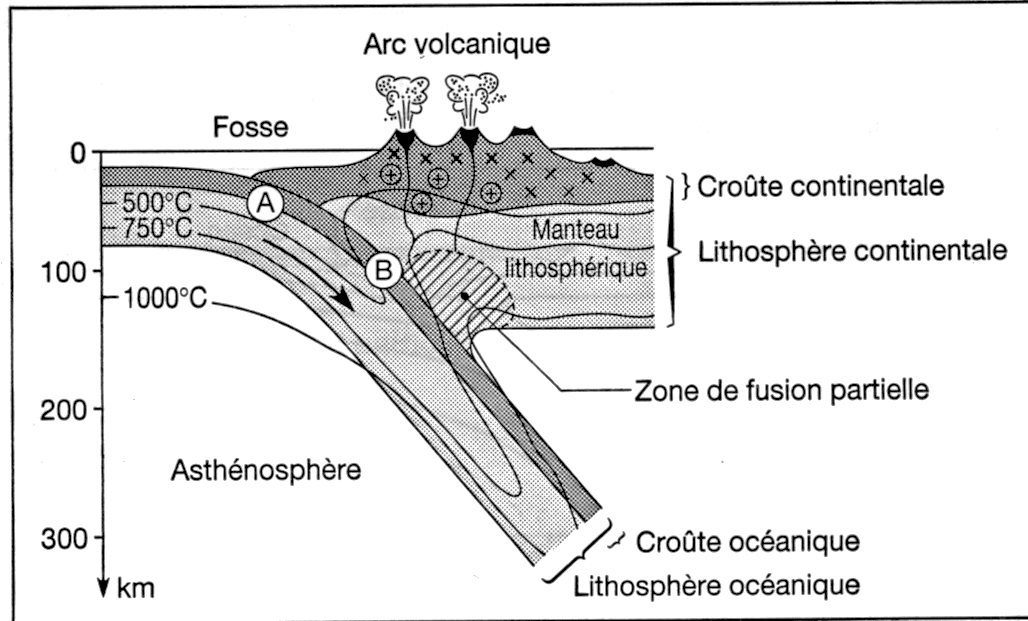 Arc volcanique
Fosse
0
Croûte continentale
500°C
A
750°C
Manteau
lithosphérique
Lithosphère continentale
B
100
1000°C
Zone de fusion partielle
200
Asthénosphère
300
Croûte océanique
Lithosphère océanique
km